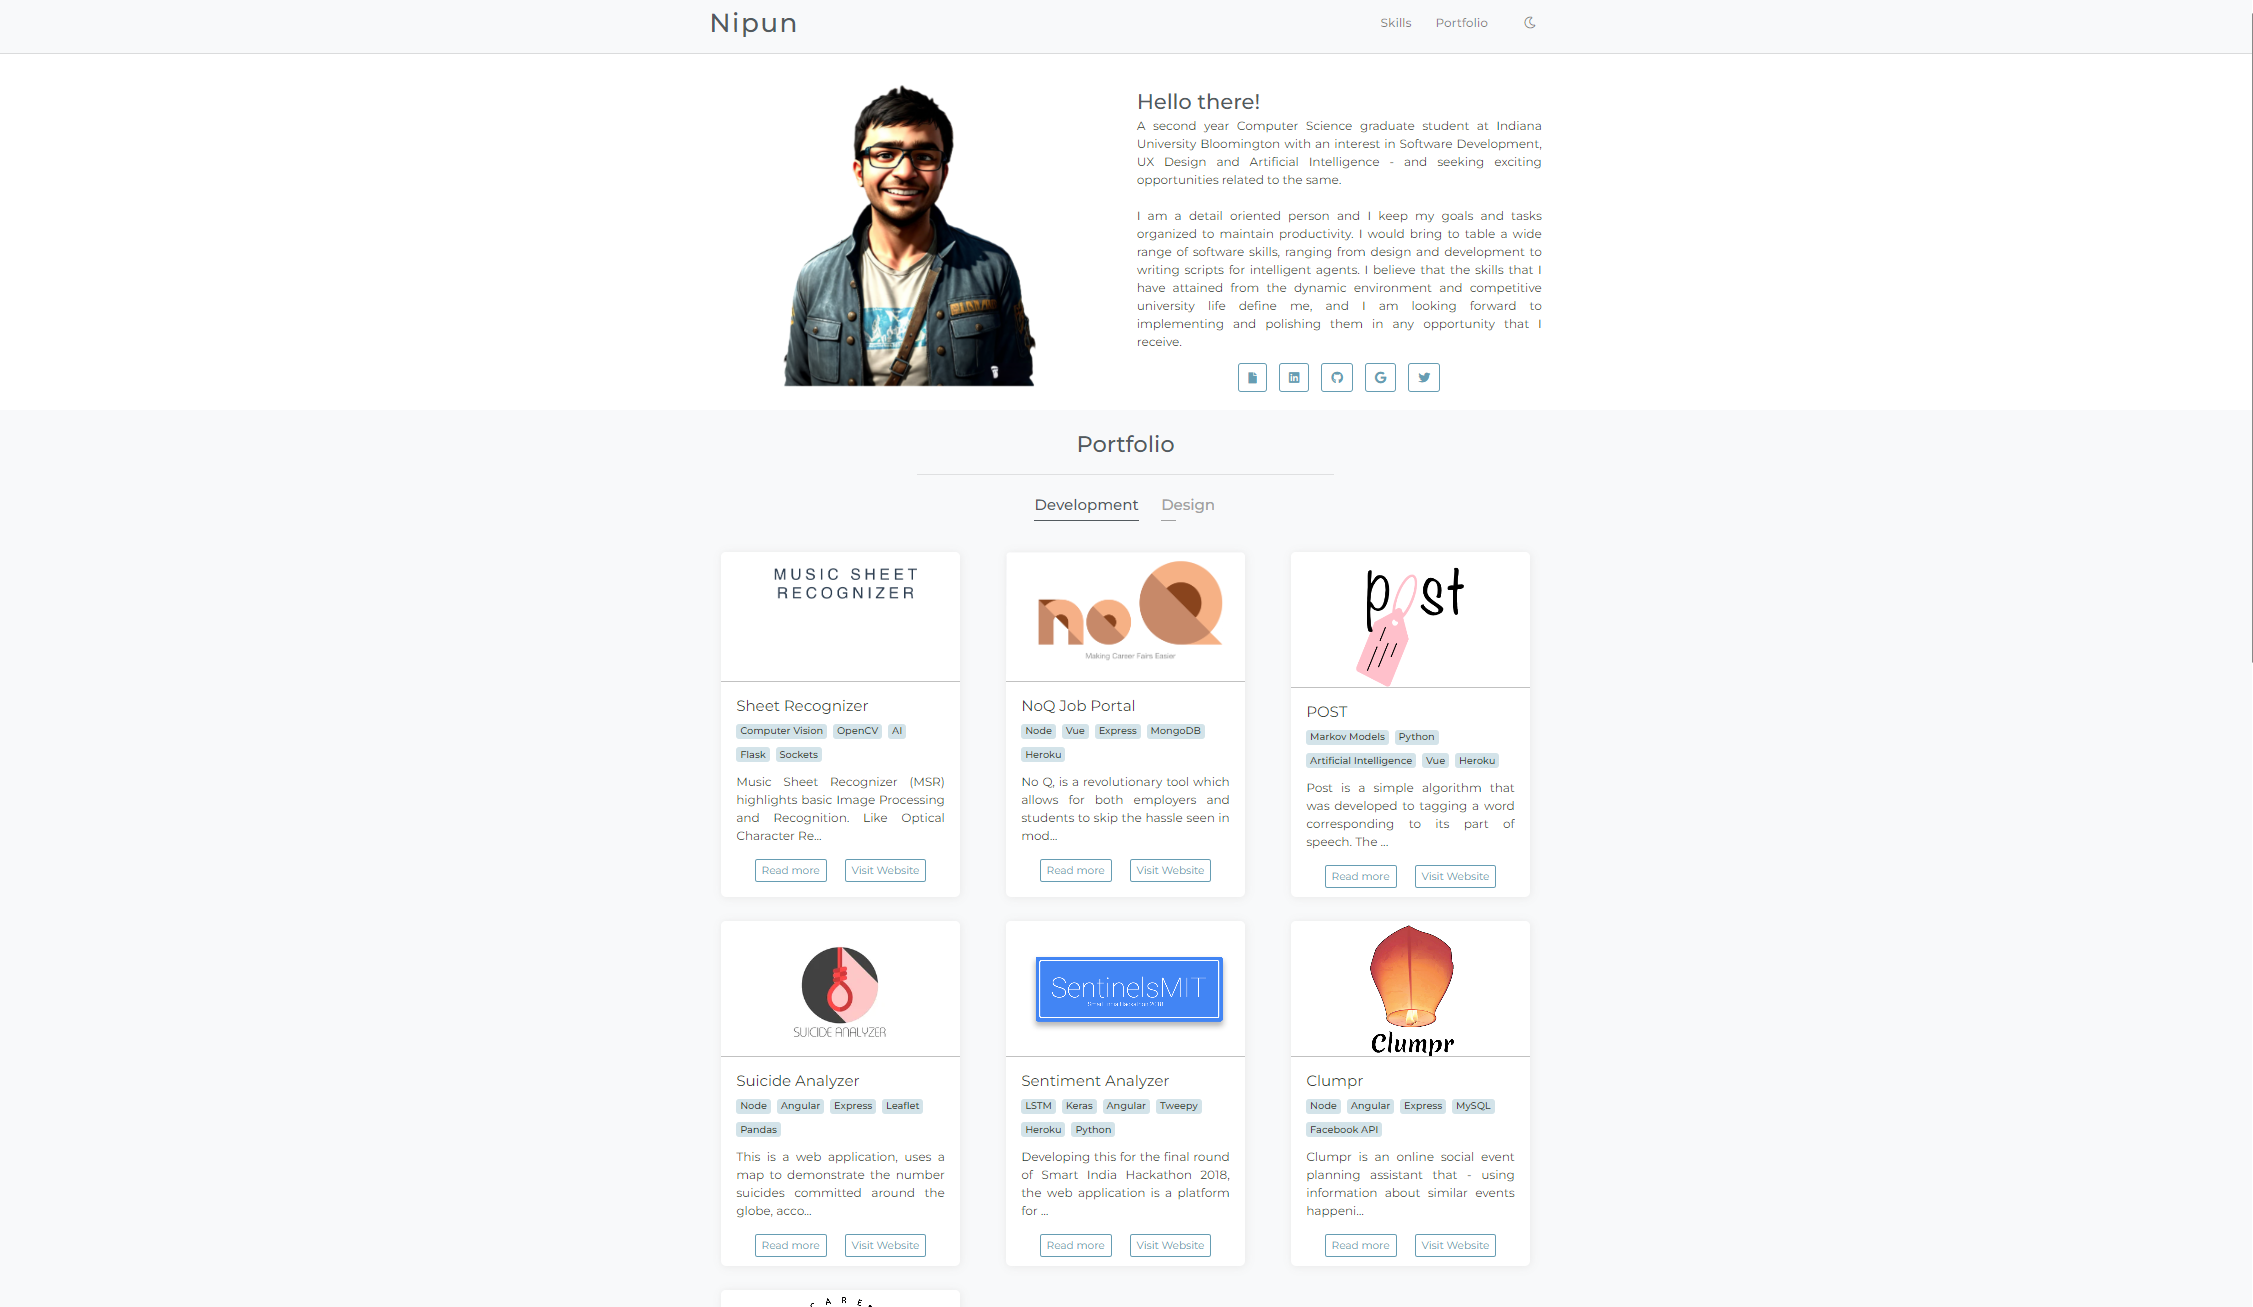 Nipun
Skills Portfolio
Hello there!
A second year Computer Science graduate student at Indiana
University Bloomington with an interest in Software Development,
UX Design and Artificial Intelligence - and seeking exciting
opportunities related to the same.
I am a detail oriented person and I keep my goals and tasks
organized to maintain productivity. I would bring to table a wide
range of software skills, ranging from design and development to
writing scripts for intelligent agents. I believe that the skills that I
have attained from the dynamic environment and competitive
university life define me, and I am looking forward to
implementing and polishing them in any opportunity that I
receive.
Portfolio
Development Design
MUSIC SHEET
RECOGNIZER
Sheet Recognizer
Computer Vision OpenCV AI
Flask Sockets
Music Sheet Recognizer (MSR)
highlights basic Image Processing
and Recognition. Like Optical
Character Re...
Read more Visit Website
noQ
Making Career Fairs Easier
NoQ Job Portal
Node Vue Express MongoDB
Heroku
No Q, is a revolutionary tool which
allows for both employers and
students to skip the hassle seen in
mod...
Read more Visit Website
post
POST
Markov Models Python
Artificial Intelligence Vue Heroku
Post is a simple algorithm that
was developed to tagging a word
corresponding to its part of
speech. The ...
Read more Visit Website
SUICIDE ANALYZER
Suicide Analyzer
Node Angular Express Leaflet
Pandas
This is a web application, uses a
map to demonstrate the number
suicides committed around the
globe, acco...
Read more Visit Website
SentinelsMIT
Smart India Hackathon 2018
Sentiment Analyzer
LSTM Keras Angular Tweepy
Heroku Python
Developing this for the final round
of Smart India Hackathon 2018,
the web application is a platform
for ...
Read more Visit Website
Clumpr
Clumpr
Node Angular Express MySQL
Facebook API
Clumpr is an online social event
planning assistant that - using
information about similar events
happeni...
Read more Visit Website
C A R E